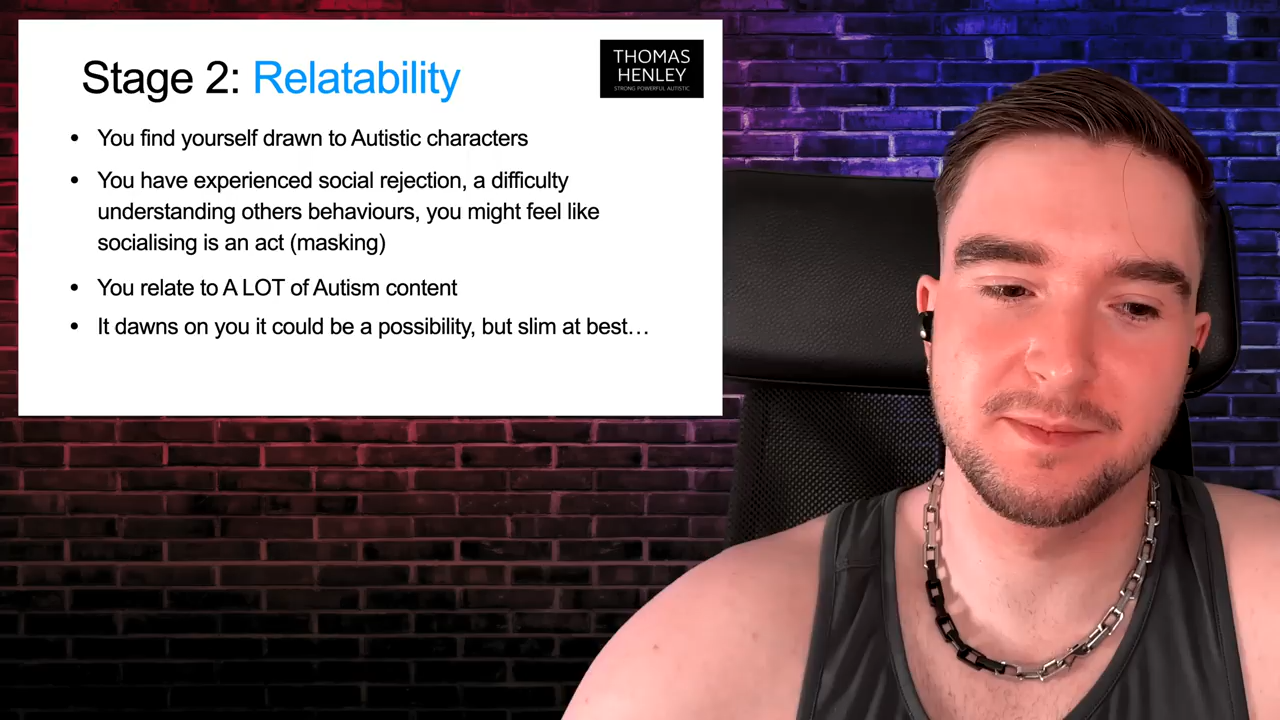 Stage 2: Relatability
THOMAS
HENLEY
STRONG POWERFUL AUTISTIC
• You find yourself drawn to Autistic characters
• You have experienced social rejection, a difficulty
understanding others behaviours, you might feel like
socialising is an act (masking)
• You relate to A LOT of Autism content
• It dawns on you it could be a possibility, but slim at best…